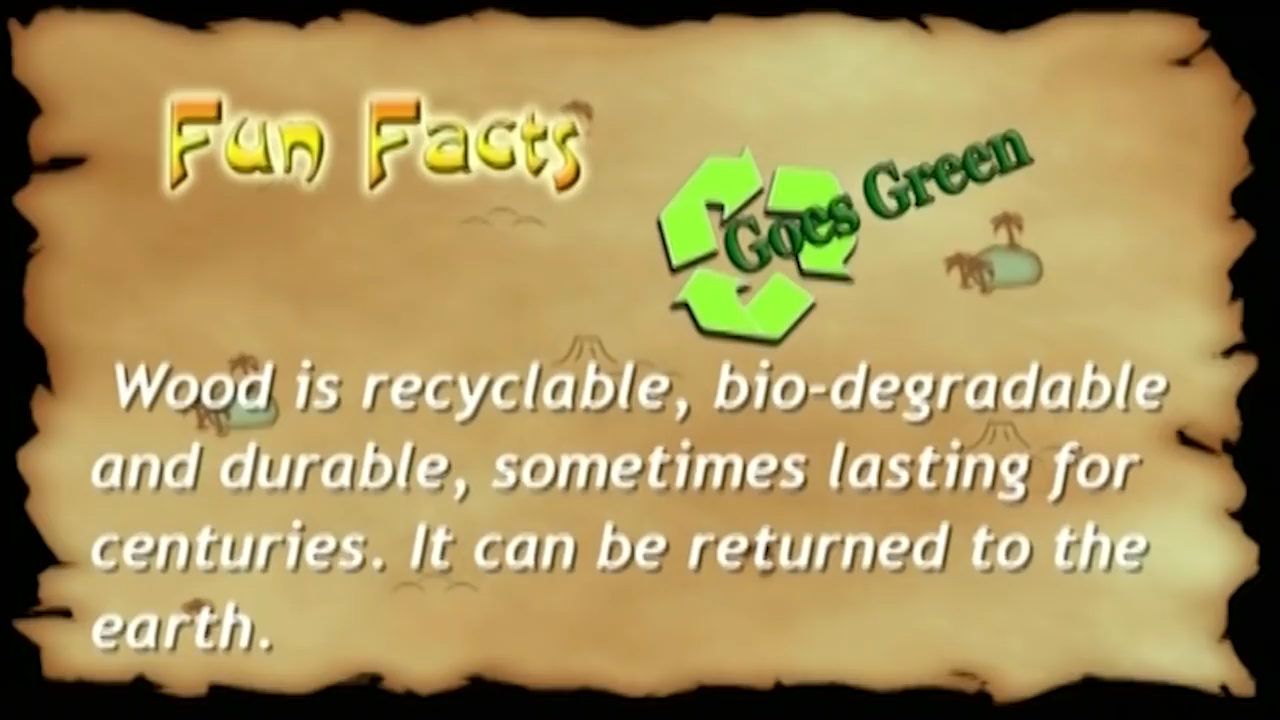 Fun Facts
Goes Green
Wood is recyclable, bio-degradable
and durable, sometimes lasting for
centuries. It can be returned to the
earth.